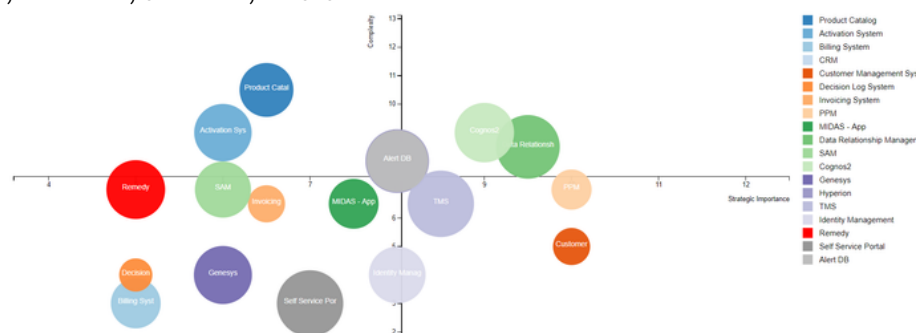 Complexity
13
12
11
10
6
4
3
2
4
7
9
11
12
Strategic Importance
Product Catal
Activation Sys
Cognos2
a Relationsh
Alert DB
Remedy
SAM
Invoicing
MIDAS - App
TMS
PPM
Customer
Decision
Genesys
Identity Manag
Billing Syst
Self Service Por
Product Catalog
Activation System
Billing System
CRM
Customer Management Sys
Decision Log System
Invoicing System
PPM
MIDAS - App
Data Relationship Manager
SAM
Cognos2
Genesys
Hyperion
TMS
Identity Management
Remedy
Self Service Portal
Alert DB